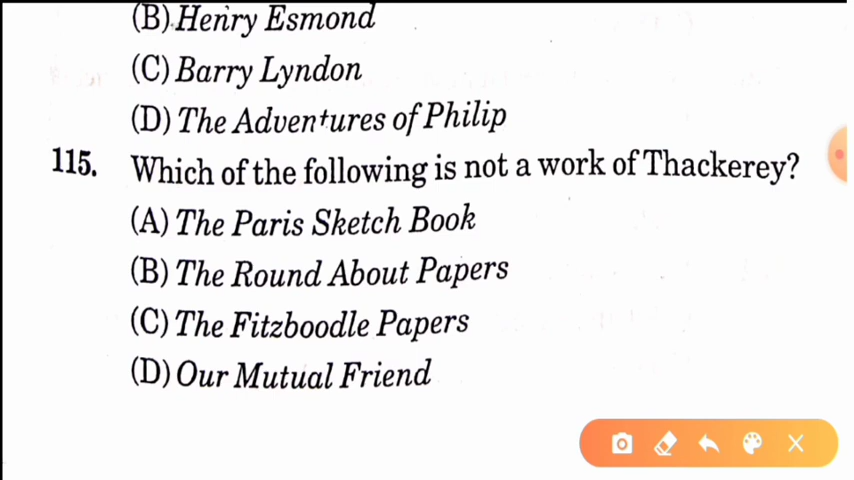 (B) Henry Esmond
(C) Barry Lyndon
(D) The Adventures of Philip
115. Which of the following is not a work of Thackerey?
(A) The Paris Sketch Book
(B) The Round About Papers
(C) The Fitzboodle Papers
(D) Our Mutual Friend